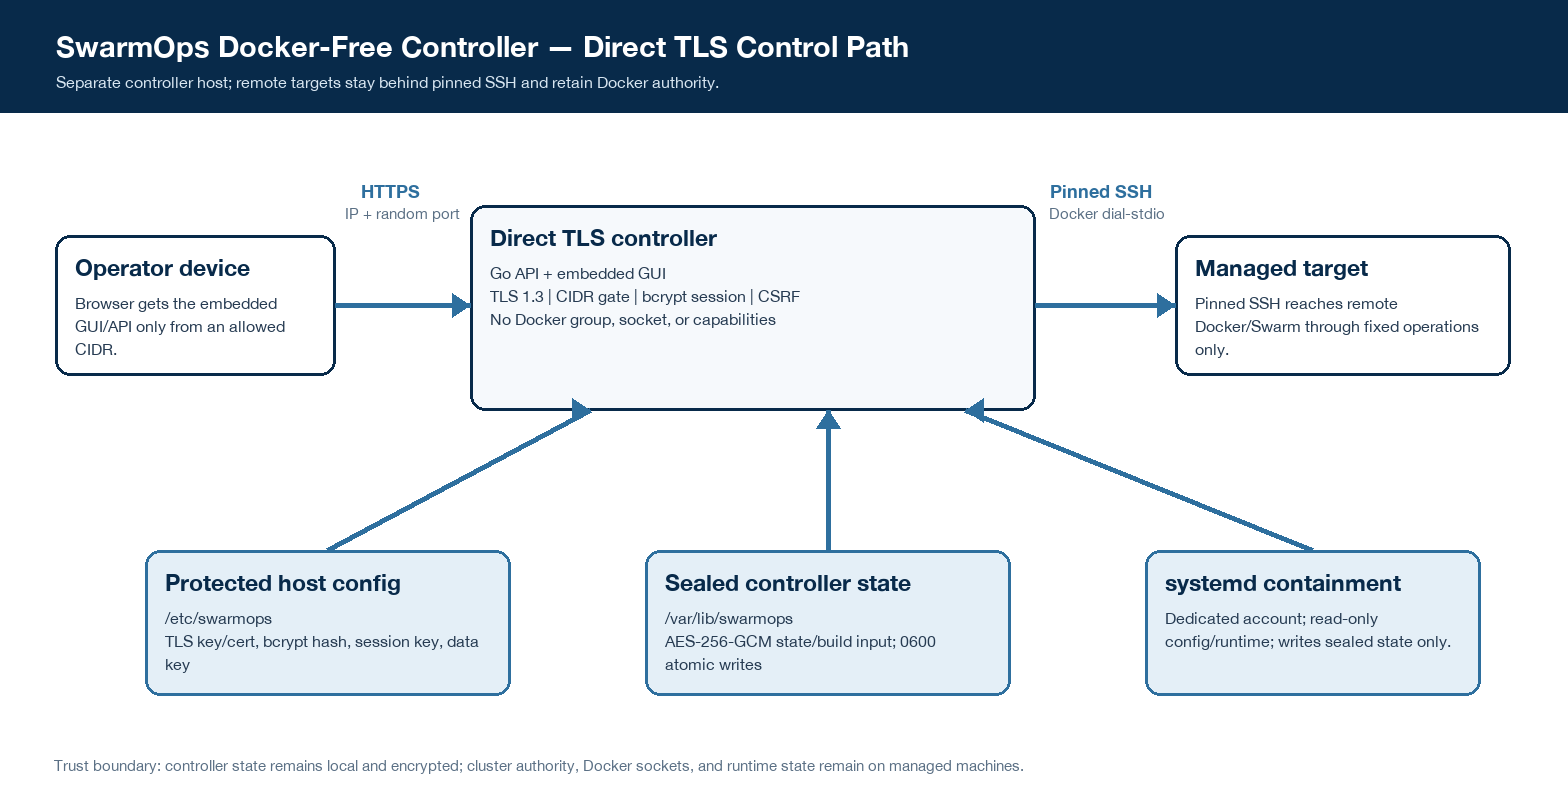 SwarmOps Docker-Free Controller — Direct TLS Control Path
Separate controller host; remote targets stay behind pinned SSH and retain Docker authority.
HTTPS
IP + random port
Pinned SSH
Docker dial-stdio
Operator device
Browser gets the embedded
GUI/API only from an allowed
CIDR.
Direct TLS controller
Go API + embedded GUI
TLS 1.3 | CIDR gate | bcrypt session | CSRF
No Docker group, socket, or capabilities
Managed target
Pinned SSH reaches remote
Docker/Swarm through fixed operations
only.
Protected host config
/etc/swarmops
TLS key/cert, bcrypt hash, session key, data
key
Sealed controller state
/var/lib/swarmops
AES-256-GCM state/build input; 0600
atomic writes
systemd containment
Dedicated account; read-only
config/runtime; writes sealed state only.
Trust boundary: controller state remains local and encrypted; cluster authority, Docker sockets, and runtime state remain on managed machines.